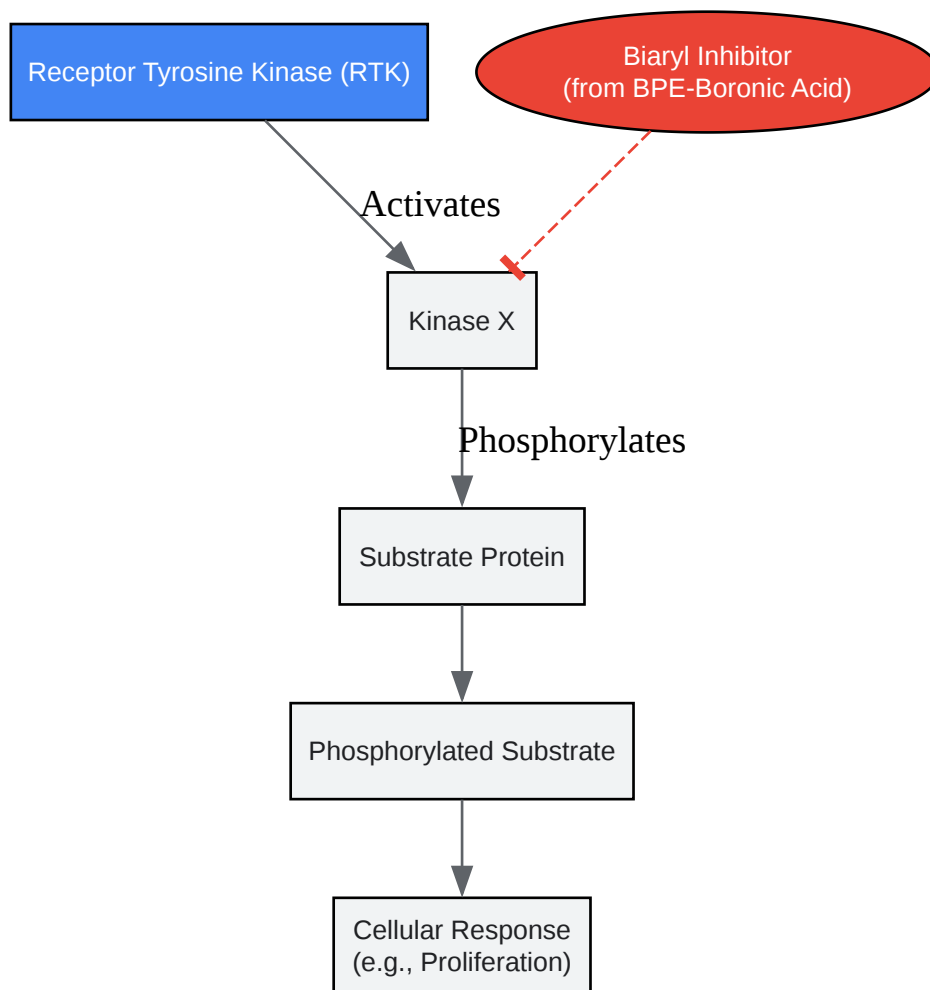 Receptor Tyrosine Kinase (RTK)
Biaryl Inhibitor
(from BPE-Boronic Acid)
Activates
Kinase X
Phosphorylates
Substrate Protein
Phosphorylated Substrate
Cellular Response
(e.g., Proliferation)